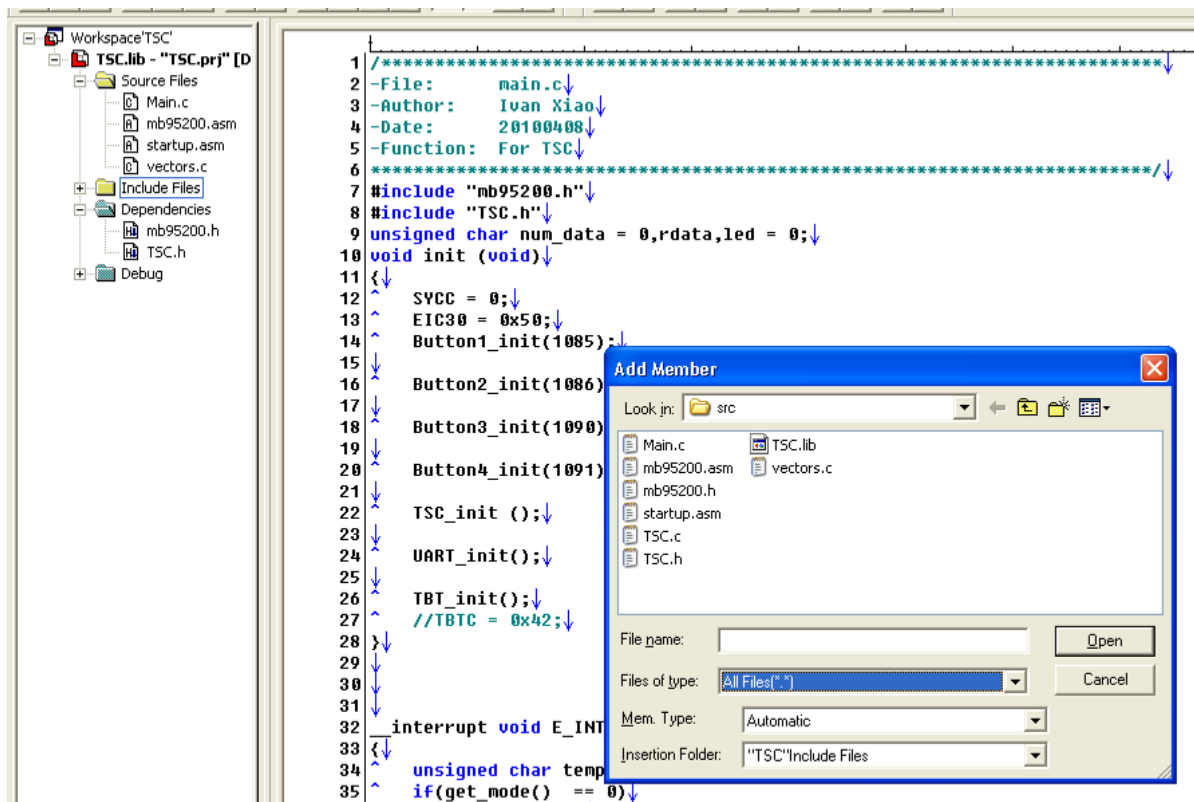 Workspace'TSC'
TSC.lib - "TSC.prj" [D
Source Files
Main.c
mb95200.asm
startup.asm
vectors.c
Include Files
Dependencies
mb95200.h
TSC.h
Debug
1 /*************************************************************************
2 -File: main.c
3 -Author: Ivan Xiao
4 -Date: 20100408
5 -Function: For TSC
6 *************************************************************************/
7 #include "mb95200.h"
8 #include "TSC.h"
9 unsigned char num_data = 0,rdata,led = 0;
10 void init (void)
11 {
12 SYCC = 0;
13 EIC30 = 0x50;
14 Button1_init(1085);
15
16 Button2_init(1086)
17
18 Button3_init(1090)
19
20 Button4_init(1091)
21
22 TSC_init ();
23
24 UART_init();
25
26 TBT_init();
27 //TBTC = 0x42;
28 }
29
30
31
32 __interrupt void E_INT
33 {
34 unsigned char temp
35 if(get_mode() == 0)
Add Member
Look in: src
Main.c
mb95200.asm
mb95200.h
startup.asm
TSC.c
TSC.h
TSC.lib
vectors.c
File name:
Open
Files of type: All Files(*.*)
Cancel
Mem. Type: Automatic
Insertion Folder: "TSC"Include Files